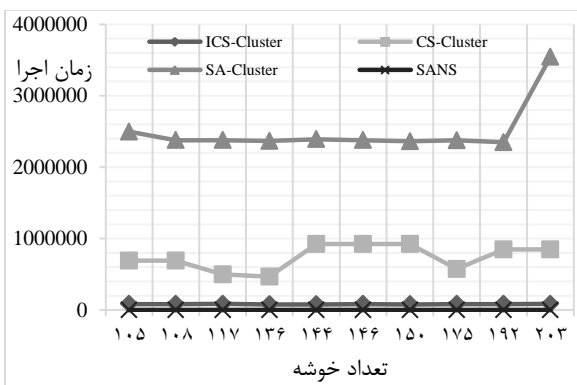 4000000
ICS-Cluster CS-Cluster
زمان اجرا
SA-Cluster SANS
3000000
2000000
1000000
0
۱۰۵ ۱۰۸ ۱۱۷ ۱۳۶ ۱۴۴ ۱۴۶ ۱۵۰ ۱۷۵ ۱۹۲ ۲۰۳
تعداد خوشه